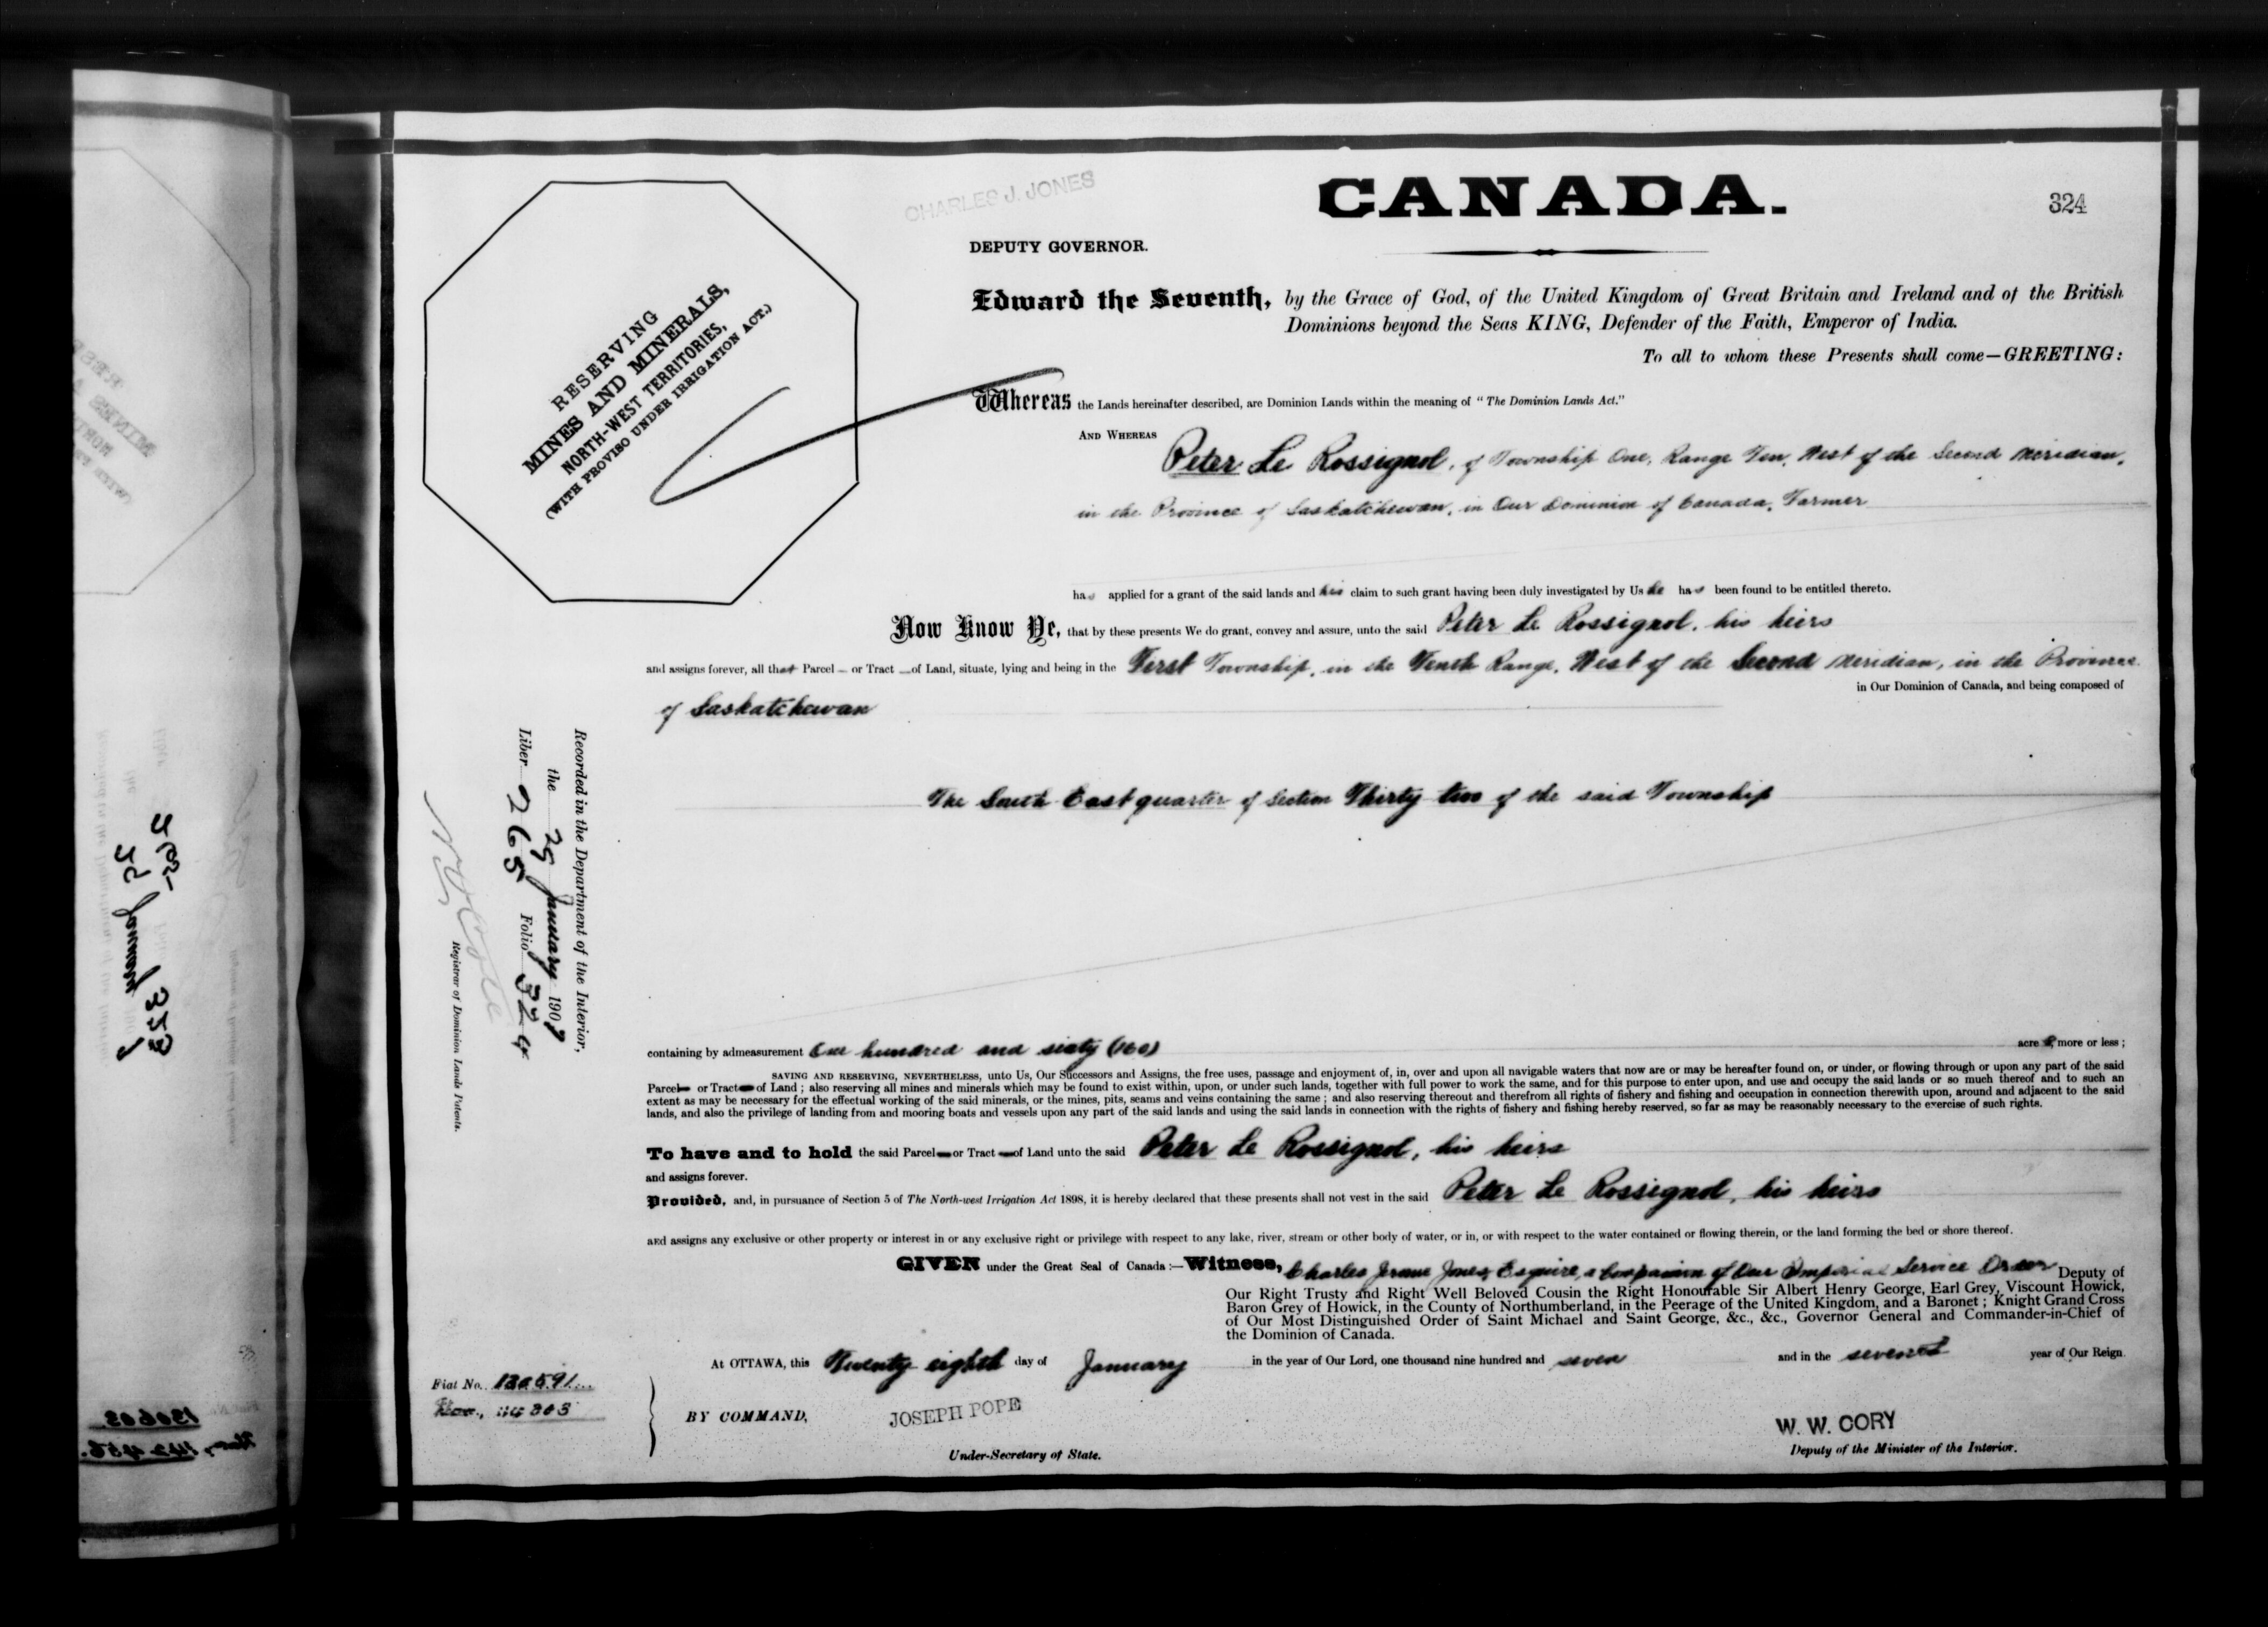 324
CHARLES J. JONES
CANADA.
DEPUTY GOVERNOR.
RESERVING
MINES AND MINERALS,
NORTH-WEST TERRITORIES,
(WITH PROVISO UNDER IRRIGATION ACT.)
Edward the Seventh, by the Grace of God, of the United Kingdom of Great Britain and Ireland and of the British
Dominions beyond the Seas KING, Defender of the Faith, Emperor of India.
To all to whom these Presents shall come—GREETING:
Whereas the Lands hereinafter described, are Dominion Lands within the meaning of "The Dominion Lands Act."
AND WHEREAS
Peter Le Rossignol, of Township One, Range Ten, West of the Second Meridian,
in the Province of Saskatchewan, in Our Dominion of Canada, Farmer
has applied for a grant of the said lands and his claim to such grant having been duly investigated by Us he has been found to be entitled thereto.
Now Know Ye, that by these presents We do grant, convey and assure, unto the said Peter Le Rossignol, his heirs
and assigns forever, all that Parcel or Tract of Land, situate, lying and being in the First Township, in the Tenth Range, West of the Second Meridian, in the Province
in Our Dominion of Canada, and being composed of
of Saskatchewan
The South East quarter of Section Thirty two of the said Township
containing by admeasurement One hundred and sixty (160) acres, more or less;
SAVING AND RESERVING, NEVERTHELESS, unto Us, Our Successors and Assigns, the free uses, passage and enjoyment of, in, over and upon all navigable waters that now are or may be hereafter found on, or under, or flowing through or upon any part of the said
Parcel or Tract of Land; also reserving all mines and minerals which may be found to exist within, upon, or under such lands, together with full power to work the same, and for this purpose to enter upon, and use and occupy the said lands or so much thereof and to such an
extent as may be necessary for the effectual working of the said minerals, or the mines, pits, seams and veins containing the same; and also reserving thereout and therefrom all rights of fishery and fishing and occupation in connection therewith upon, around and adjacent to the said
lands, and also the privilege of landing from and mooring boats and vessels upon any part of the said lands and using the said lands in connection with the rights of fishery and fishing hereby reserved, so far as may be reasonably necessary to the exercise of such rights.
To have and to hold the said Parcel or Tract of Land unto the said Peter Le Rossignol, his heirs
and assigns forever.
Provided, and, in pursuance of Section 5 of The North-west Irrigation Act 1898, it is hereby declared that these presents shall not vest in the said Peter Le Rossignol, his heirs
and assigns any exclusive or other property or interest in or any exclusive right or privilege with respect to any lake, river, stream or other body of water, or in, or with respect to the water contained or flowing therein, or the land forming the bed or shore thereof.
GIVEN under the Great Seal of Canada:—Witness, Charles Jerome Jones, Esquire, a Companion of Our Imperial Service Order Deputy of
Our Right Trusty and Right Well Beloved Cousin the Right Honourable Sir Albert Henry George, Earl Grey, Viscount Howick,
Baron Grey of Howick, in the County of Northumberland, in the Peerage of the United Kingdom, and a Baronet; Knight Grand Cross
of Our Most Distinguished Order of Saint Michael and Saint George, &c., &c., Governor General and Commander-in-Chief of
the Dominion of Canada.
At OTTAWA, this Twenty eighth day of January in the year of Our Lord, one thousand nine hundred and seven and in the seventh year of Our Reign.
BY COMMAND,
JOSEPH POPE
Under-Secretary of State.
W. W. CORY
Deputy of the Minister of the Interior.
Fiat No. 130591
Recorded in the Department of the Interior,
the 29 January 1907
Liber 265 Folio 324
Registrar of Dominion Lands Patents.